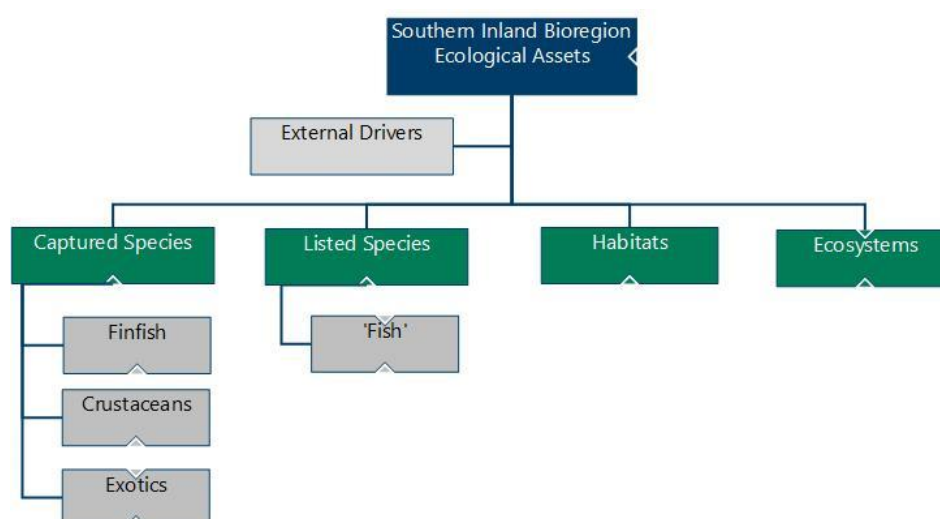 Southern Inland Bioregion
Ecological Assets
External Drivers
Captured Species
Listed Species
Habitats
Ecosystems
Finfish
'Fish'
Crustaceans
Exotics